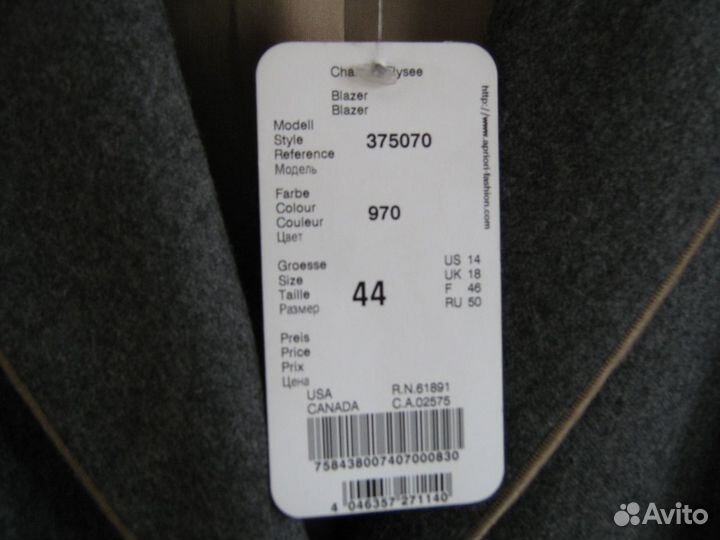 Blazer
Blazer
Modell
Style
Reference
Модель
375070
Farbe
Colour
Couleur
Цвет
970
Groesse
Size
Taille
Размер
44
US 14
UK 18
F 46
RU 50
Preis
Price
Prix
Цена
USA R.N.61891
CANADA C.A.02575
758438007407000830
4 046357 271140
http://www.apriori-fashion.com
Avito